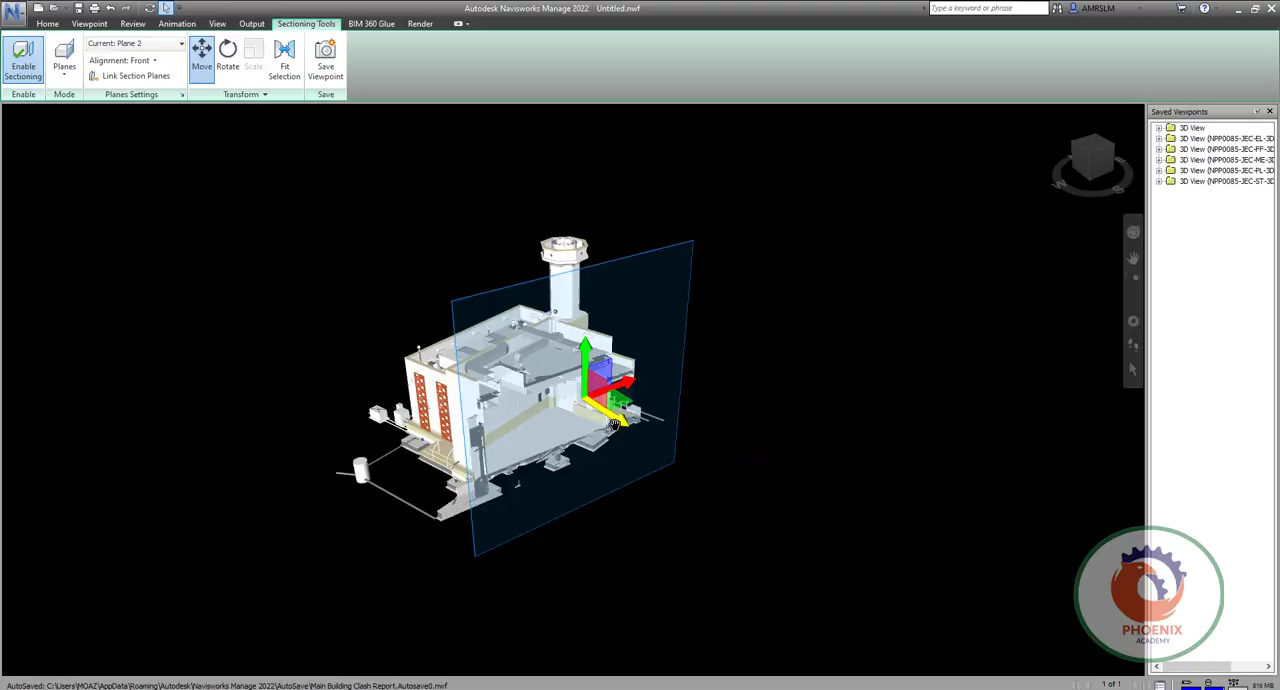 Autodesk Navisworks Manage 2022 Untitled.nwf
Type a keyword or phrase
AMRSLM
Home Viewpoint Review Animation View Output Sectioning Tools BIM 360 Glue Render
Enable Sectioning
Planes
Current: Plane 2
Alignment: Front
Link Section Planes
Move
Rotate
Scale
Fit Selection
Save Viewpoint
Enable Mode Planes Settings Transform Save
Saved Viewpoints
3D View
3D View (NPP0085-JEC-EL-3D
3D View (NPP0085-JEC-FF-3D
3D View (NPP0085-JEC-ME-3D
3D View (NPP0085-JEC-PL-3D
3D View (NPP0085-JEC-ST-3D
W S
PHOENIX
ACADEMY
AutoSaved: C:\Users\MOAZ\AppData\Roaming\Autodesk\Navisworks Manage 2022\AutoSave\Main Building Clash Report.Autosave0.nwf
1 of 1
816 MB